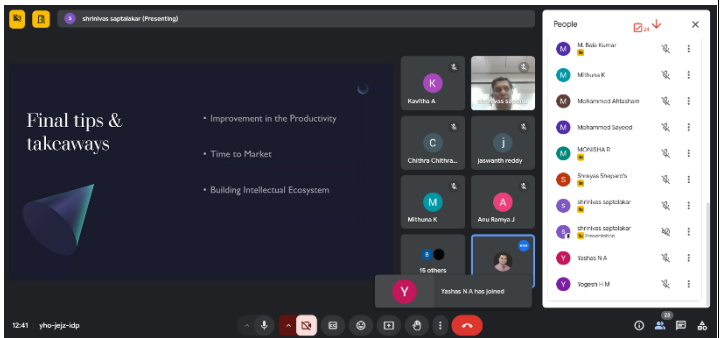 shrinivas saptalakar (Presenting)
Final tips &
takeaways
• Improvement in the Productivity
• Time to Market
• Building Intellectual Ecosystem
K
Kavitha A
C
Chithra Chithra...
j
jaswanth reddy
M
Mithuna K
A
Anu Ramya J
15 others
Y
Yashas N A has joined
People
24
M. Bala Kumar
Mithuna K
Mohammed Ahtasham
Mohammed Sayeed
MONISHA R
Shreyas Shepard's
shrinivas saptalakar
shrinivas saptalakar
Presentation
Yashas N A
Yogesh H M
12:41
yho-jejz-idp